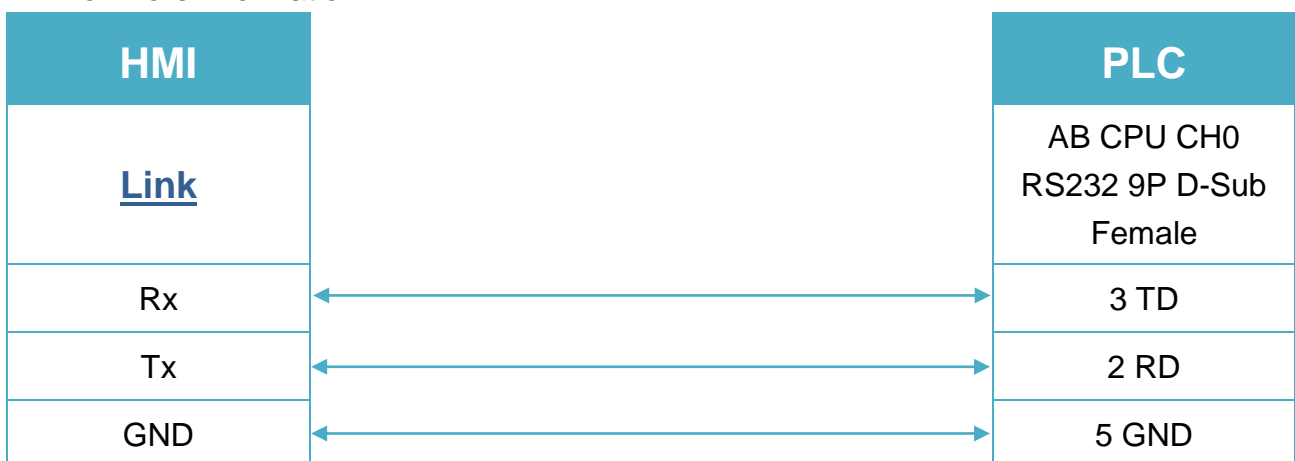 HMI
PLC
Link
AB CPU CH0
RS232 9P D-Sub
Female
Rx
3 TD
Tx
2 RD
GND
5 GND